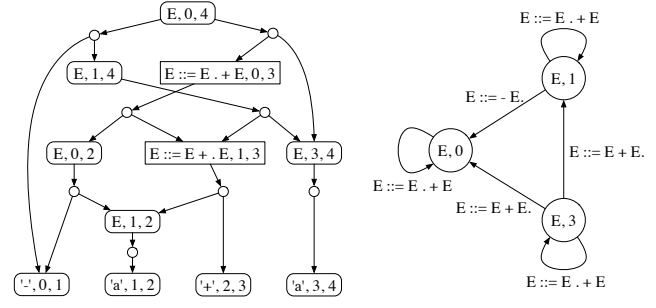 E, 0, 4
E, 1, 4
E ::= E . + E, 0, 3
E, 0, 2
E ::= E + . E, 1, 3
E, 3, 4
E, 1, 2
'-', 0, 1
'a', 1, 2
'+', 2, 3
'a', 3, 4
E ::= E . + E
E, 1
E ::= - E.
E, 0
E ::= E + E.
E ::= E . + E
E ::= E + E.
E, 3
E ::= E . + E